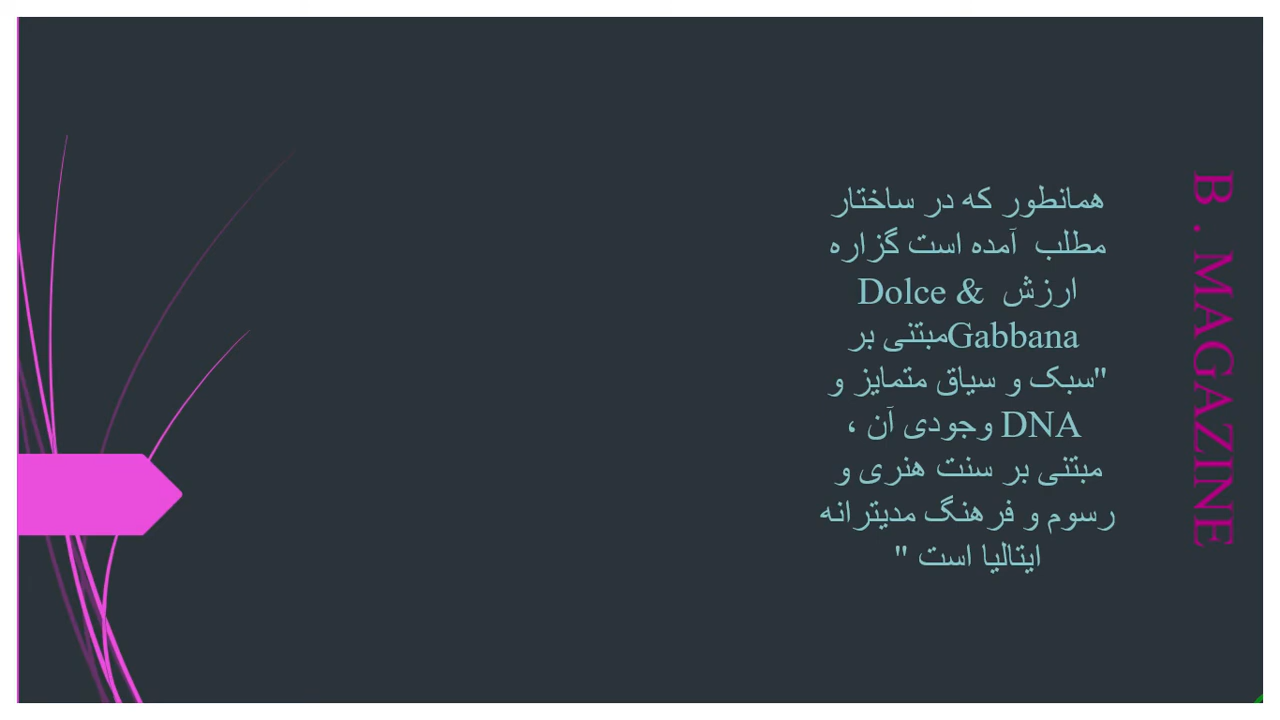 همانطور که در ساختار
مطلب آمده است گزاره
ارزش Dolce &
Gabbanaمبتنی بر
"سبک و سیاق متمایز و
DNA وجودی آن ،
مبتنی بر سنت هنری و
رسوم و فرهنگ مدیترانه
ایتالیا است "
B . MAGAZINE